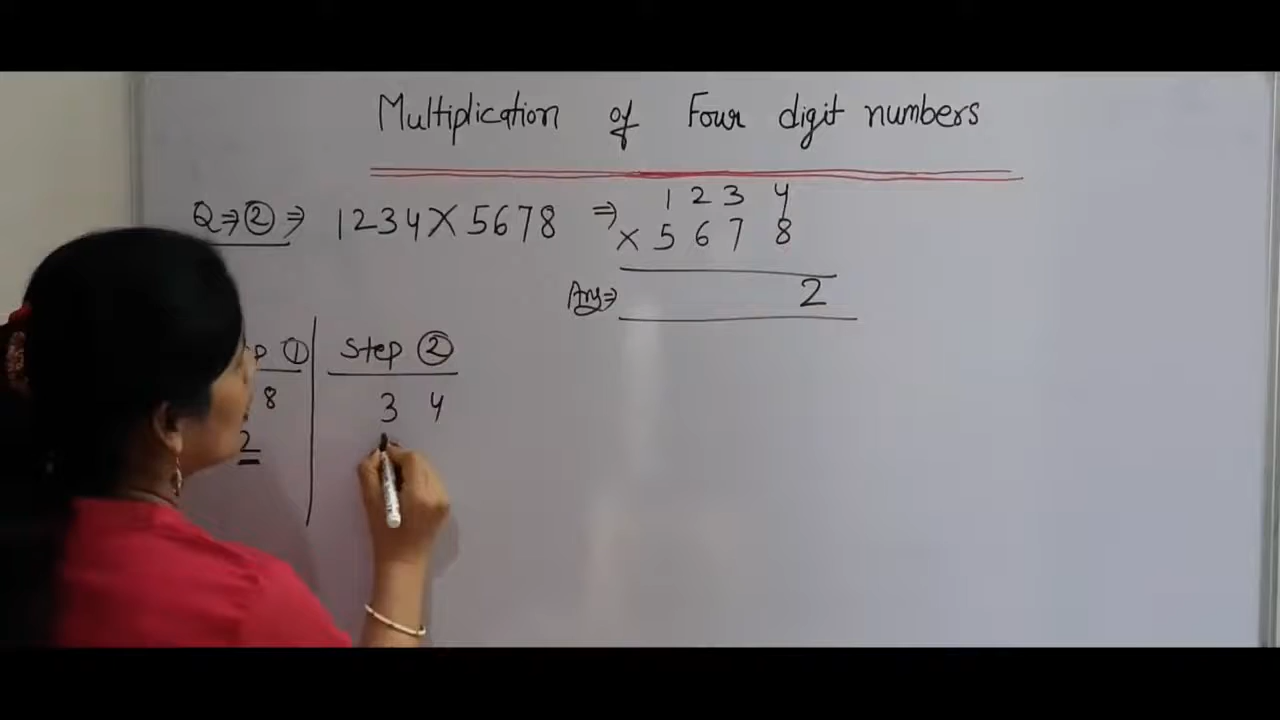 Multiplication of Four digit numbers
Q⇒②⇒ 1234×5678 ⇒ 1 2 3 4
× 5 6 7 8
Ans⇒ 2
① Step ②
8 3 4
2